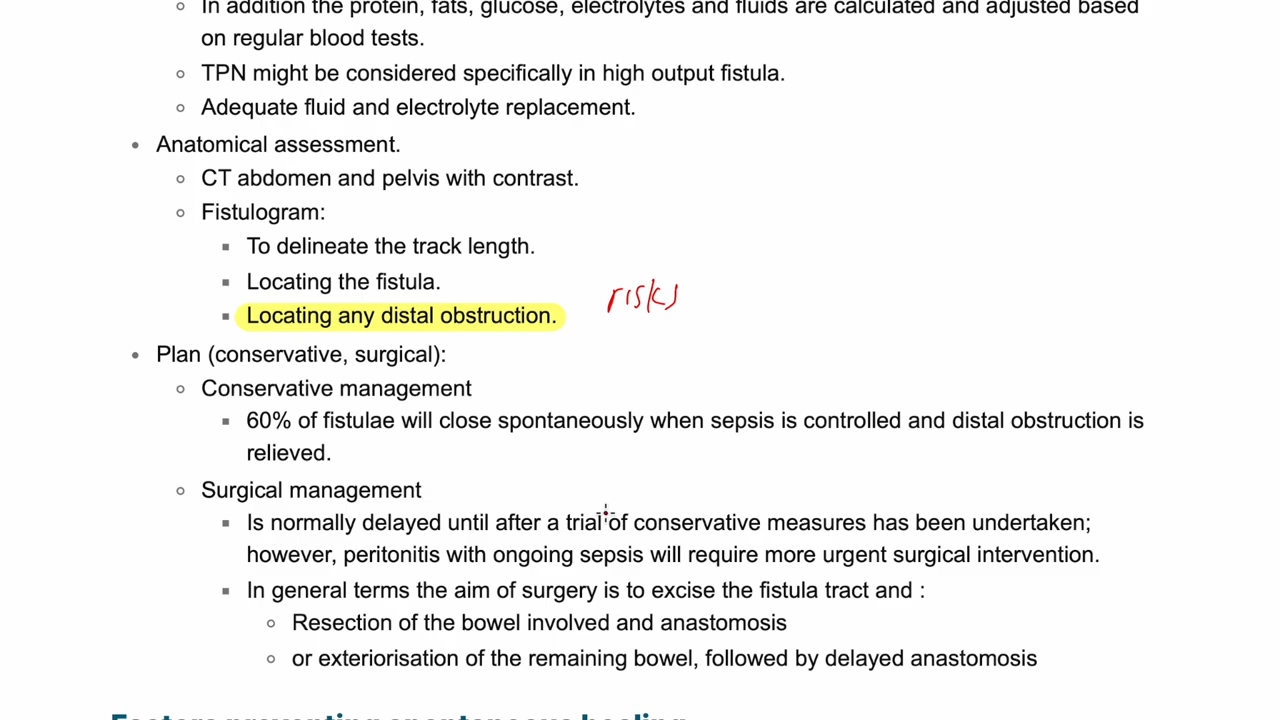 In addition the protein, fats, glucose, electrolytes and fluids are calculated and adjusted based
on regular blood tests.
TPN might be considered specifically in high output fistula.
Adequate fluid and electrolyte replacement.
Anatomical assessment.
CT abdomen and pelvis with contrast.
Fistulogram:
To delineate the track length.
Locating the fistula.
risks
Locating any distal obstruction.
Plan (conservative, surgical):
Conservative management
60% of fistulae will close spontaneously when sepsis is controlled and distal obstruction is
relieved.
Surgical management
Is normally delayed until after a trial of conservative measures has been undertaken;
however, peritonitis with ongoing sepsis will require more urgent surgical intervention.
In general terms the aim of surgery is to excise the fistula tract and :
Resection of the bowel involved and anastomosis
or exteriorisation of the remaining bowel, followed by delayed anastomosis
Factors preventing spontaneous healing